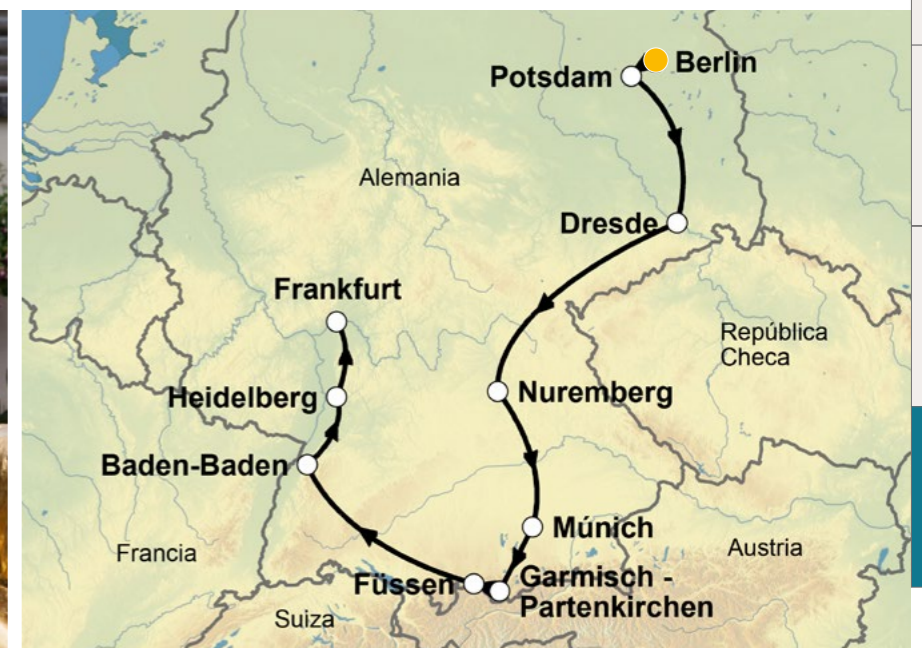 Berlin
Potsdam
Alemania
Dresde
Frankfurt
República
Checa
Heidelberg
Nuremberg
Baden-Baden
Múnich
Francia
Austria
Füssen
Garmisch -
Partenkirchen
Suiza